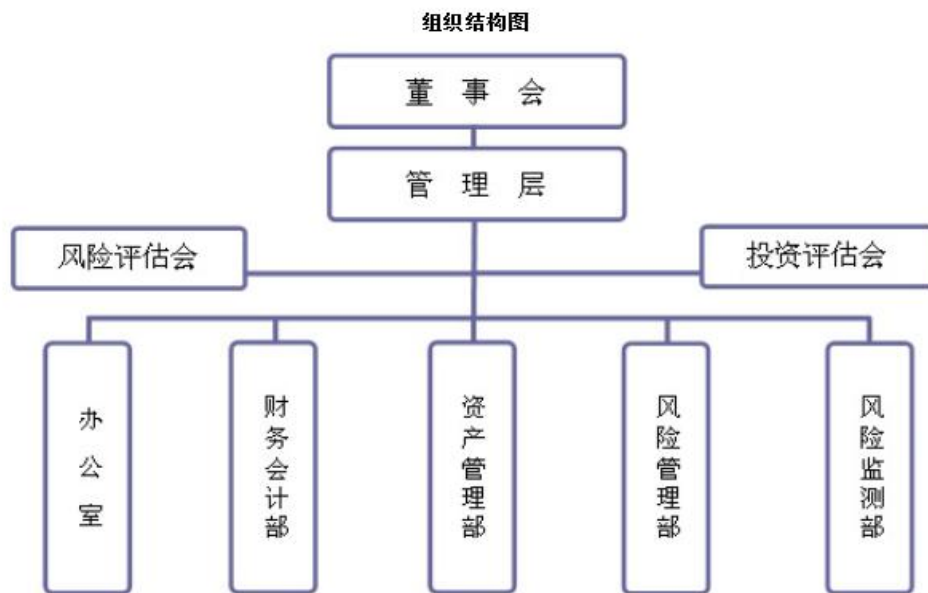 组织结构图
董 事 会
管 理 层
风险评估会
投资评估会
办公室
财务会计部
资产管理部
风险管理部
风险监测部